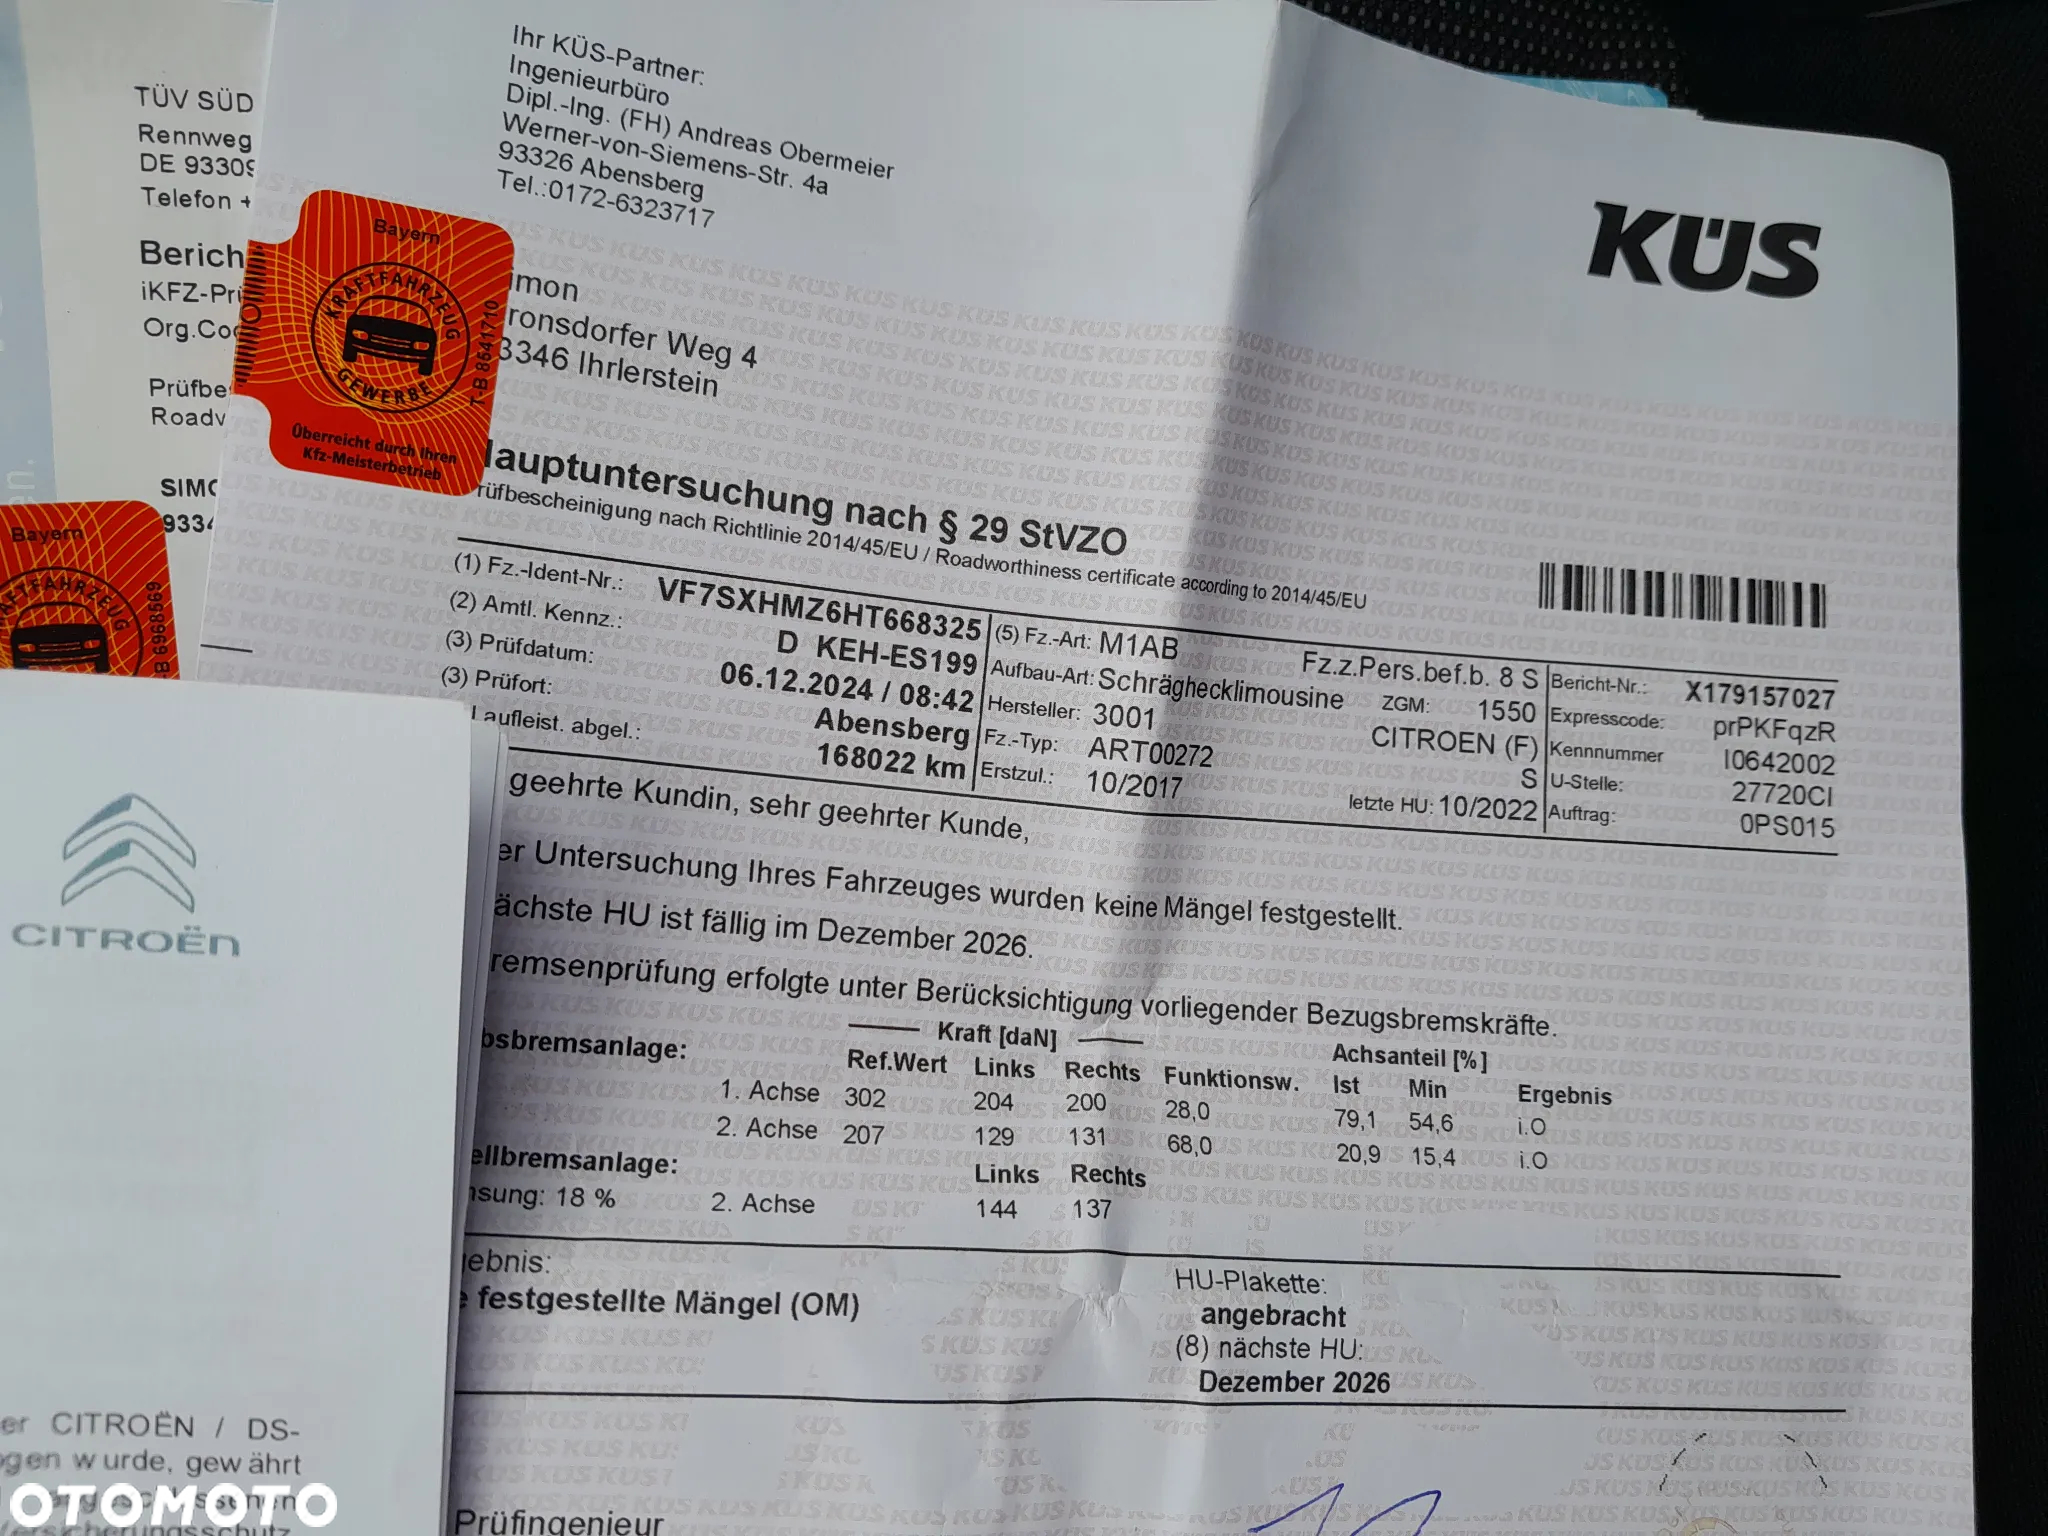 TÜV SÜD
Rennweg
DE 93309
Telefon +
Bericht
iKFZ-Prü
Org.Cod
Prüfbe
Roadv
SIMO
9334
Ihr KÜS-Partner:
Ingenieurbüro
Dipl.-Ing. (FH) Andreas Obermeier
Werner-von-Siemens-Str. 4a
93326 Abensberg
Tel.:0172-6323717
KÜS
Bayern
KRAFTFAHRZEUG
GEWERBE
T-B 8647710
Überreicht durch Ihren
Kfz-Meisterbetrieb
imon
ronsdorfer Weg 4
3346 Ihrlerstein
Hauptuntersuchung nach § 29 StVZO
rüfbescheinigung nach Richtlinie 2014/45/EU / Roadworthiness certificate according to 2014/45/EU
(1) Fz.-Ident-Nr.: VF7SXHMZ6HT668325
(2) Amtl. Kennz.: D KEH-ES199
(3) Prüfdatum: 06.12.2024 / 08:42
(3) Prüfort: Abensberg
Laufleist. abgel.: 168022 km
(5) Fz.-Art: M1AB Fz.z.Pers.bef.b. 8 S
Aufbau-Art: Schräghecklimousine ZGM: 1550
Hersteller: 3001 CITROEN (F)
Fz.-Typ: ART00272 S
Erstzul.: 10/2017 letzte HU: 10/2022
Bericht-Nr.: X179157027
Expresscode: prPKFqzR
Kennnummer I0642002
U-Stelle: 27720CI
Auftrag: 0PS015
geehrte Kundin, sehr geehrter Kunde,
er Untersuchung Ihres Fahrzeuges wurden keine Mängel festgestellt.
ächste HU ist fällig im Dezember 2026.
remsenprüfung erfolgte unter Berücksichtigung vorliegender Bezugsbremskräfte.
Kraft [daN] Achsanteil [%]
bsbremsanlage: Ref.Wert Links Rechts Funktionsw. Ist Min Ergebnis
1. Achse 302 204 200 28,0 79,1 54,6 i.O
2. Achse 207 129 131 68,0 20,9 15,4 i.O
ellbremsanlage: Links Rechts
nsung: 18 % 2. Achse 144 137
ebnis:
e festgestellte Mängel (OM)
HU-Plakette:
angebracht
(8) nächste HU:
Dezember 2026
Prüfingenieur
Bayern
KRAFTFAHRZEUG
B 6968569
CITROËN
er CITROËN / DS-
ogen wurde, gewährt
OTOMOTO